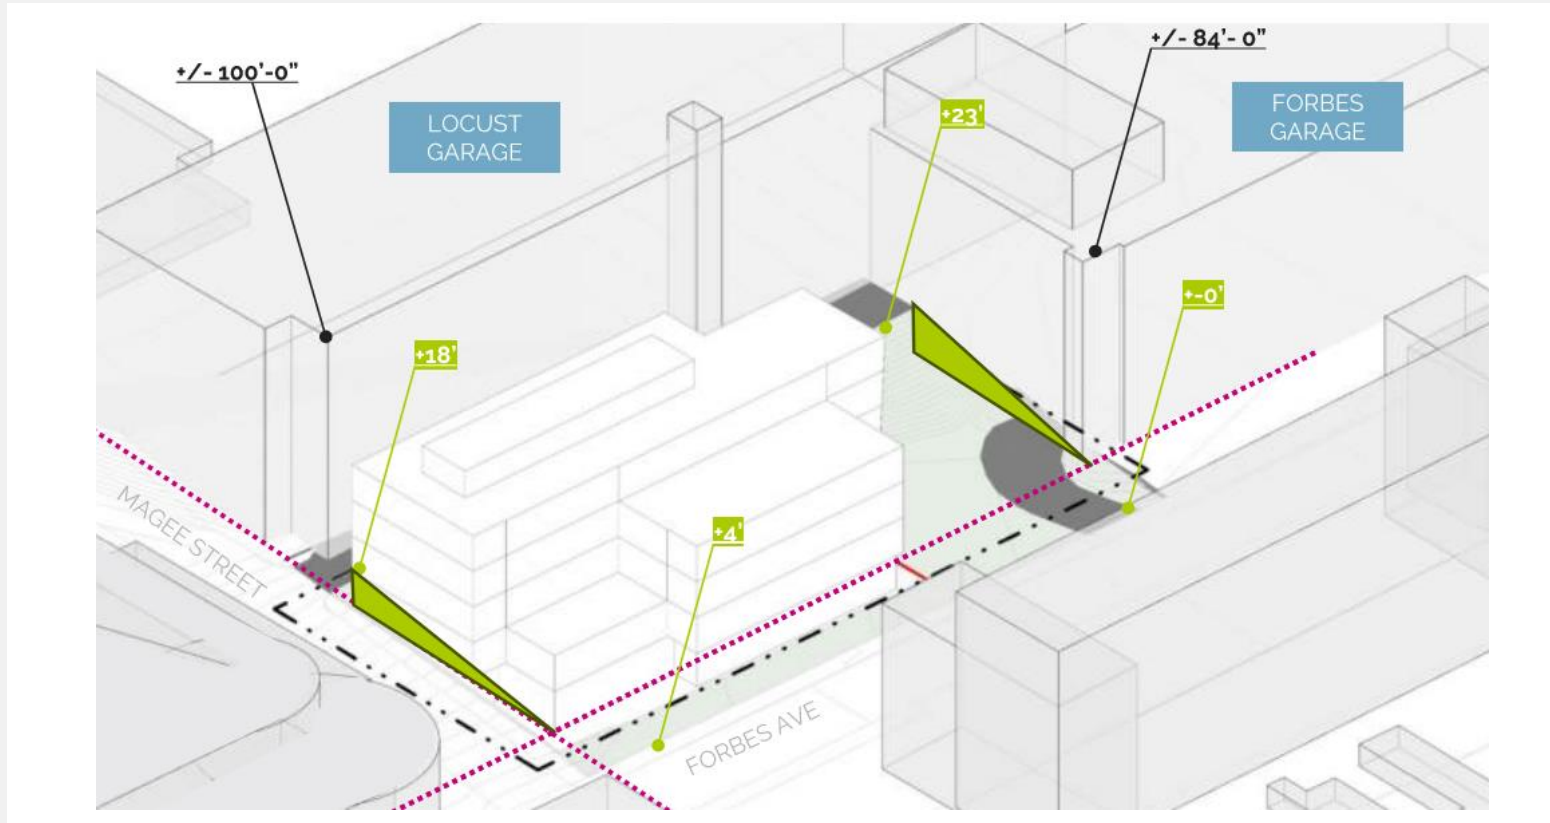 +/- 84'- 0"
+/- 100'-0"
LOCUST
GARAGE
+23'
FORBES
GARAGE
+-0'
+18'
MAGEE STREET
+4'
FORBES AVE